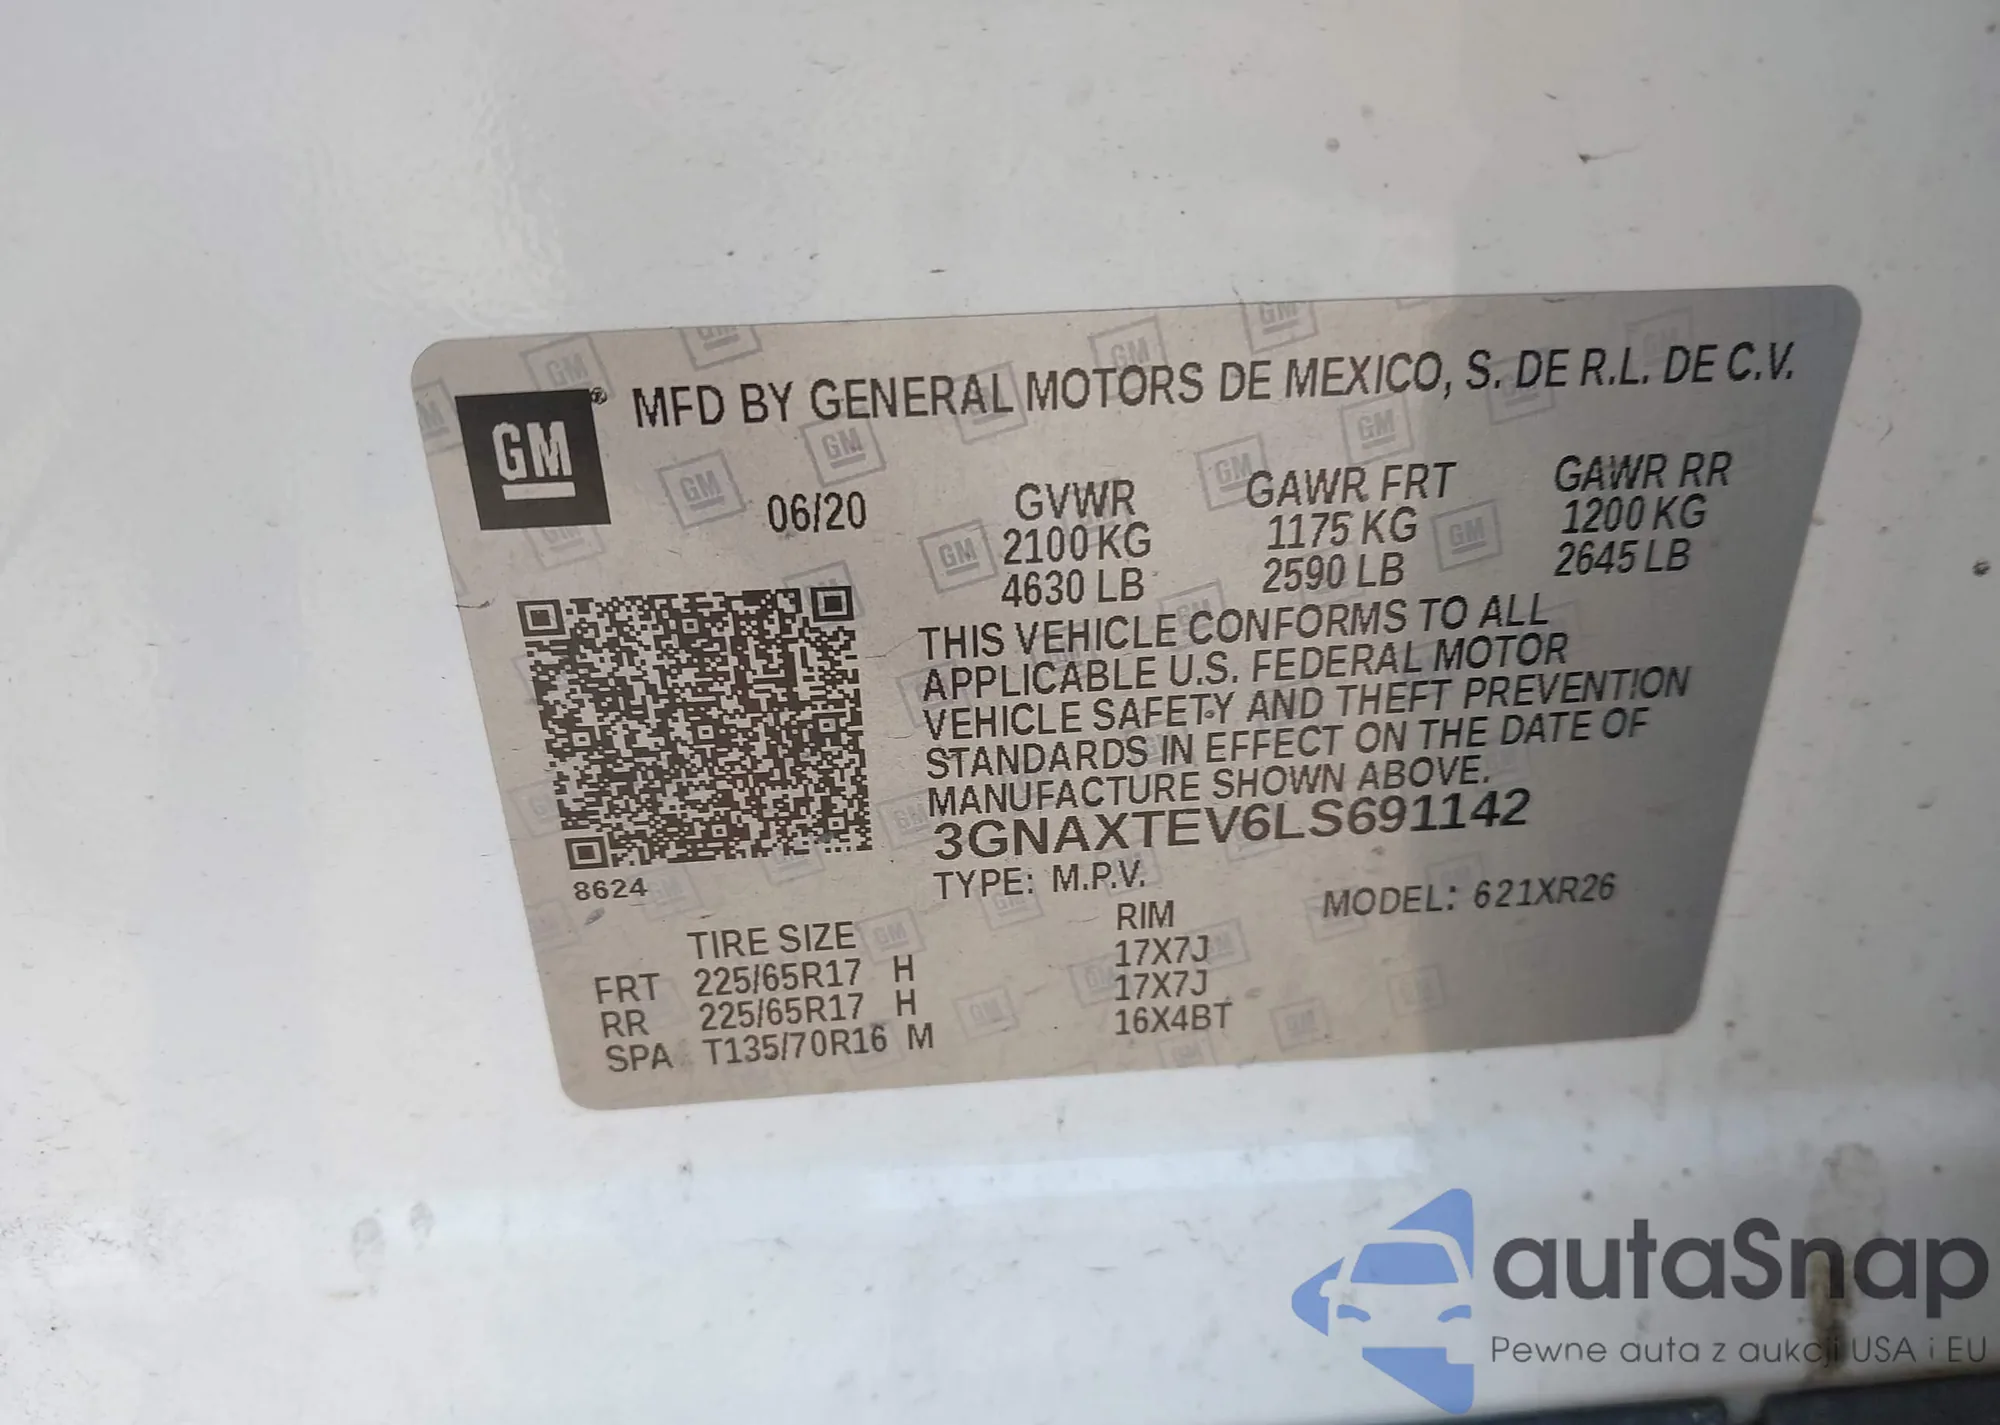 GM® MFD BY GENERAL MOTORS DE MEXICO, S. DE R.L. DE C.V.
06/20 GVWR GAWR FRT GAWR RR
2100 KG 1175 KG 1200 KG
4630 LB 2590 LB 2645 LB
THIS VEHICLE CONFORMS TO ALL
APPLICABLE U.S. FEDERAL MOTOR
VEHICLE SAFETY AND THEFT PREVENTION
STANDARDS IN EFFECT ON THE DATE OF
MANUFACTURE SHOWN ABOVE.
3GNAXTEV6LS691142
8624
TYPE: M.P.V. MODEL: 621XR26
TIRE SIZE RIM
FRT 225/65R17 H 17X7J
RR 225/65R17 H 17X7J
SPA T135/70R16 M 16X4BT
autaSnap
Pewne auta z aukcji USA i EU